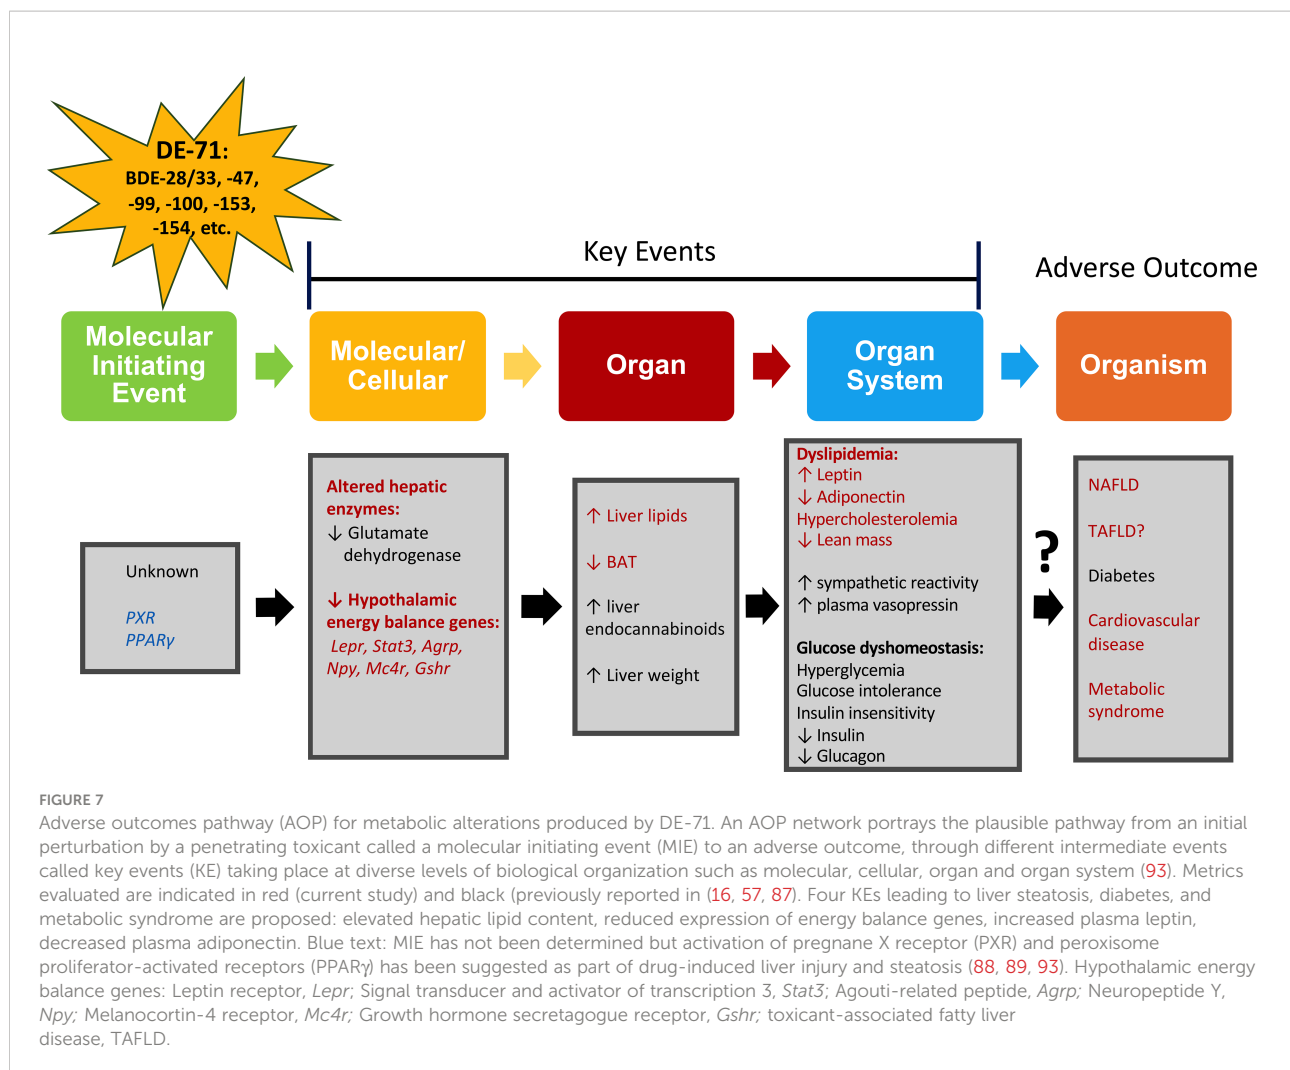 DE-71:
BDE-28/33, -47,
-99, -100, -153,
-154, etc.
Key Events
Adverse Outcome
Molecular
Initiating
Event
Molecular/
Cellular
Organ
Organ
System
Organism
Unknown
PXR
PPARγ
Altered hepatic
enzymes:
↓ Glutamate
dehydrogenase
↓ Hypothalamic
energy balance genes:
Lepr, Stat3, Agrp,
Npy, Mc4r, Gshr
↑ Liver lipids
↓ BAT
↑ liver
endocannabinoids
↑ Liver weight
Dyslipidemia:
↑ Leptin
↓ Adiponectin
Hypercholesterolemia
↓ Lean mass
↑ sympathetic reactivity
↑ plasma vasopressin
Glucose dyshomeostasis:
Hyperglycemia
Glucose intolerance
Insulin insensitivity
↓ Insulin
↓ Glucagon
?
NAFLD
TAFLD?
Diabetes
Cardiovascular
disease
Metabolic
syndrome
FIGURE 7
Adverse outcomes pathway (AOP) for metabolic alterations produced by DE-71. An AOP network portrays the plausible pathway from an initial
perturbation by a penetrating toxicant called a molecular initiating event (MIE) to an adverse outcome, through different intermediate events
called key events (KE) taking place at diverse levels of biological organization such as molecular, cellular, organ and organ system (93). Metrics
evaluated are indicated in red (current study) and black (previously reported in (16, 57, 87). Four KEs leading to liver steatosis, diabetes, and
metabolic syndrome are proposed: elevated hepatic lipid content, reduced expression of energy balance genes, increased plasma leptin,
decreased plasma adiponectin. Blue text: MIE has not been determined but activation of pregnane X receptor (PXR) and peroxisome
proliferator-activated receptors (PPARγ) has been suggested as part of drug-induced liver injury and steatosis (88, 89, 93). Hypothalamic energy
balance genes: Leptin receptor, Lepr; Signal transducer and activator of transcription 3, Stat3; Agouti-related peptide, Agrp; Neuropeptide Y,
Npy; Melanocortin-4 receptor, Mc4r; Growth hormone secretagogue receptor, Gshr; toxicant-associated fatty liver
disease, TAFLD.